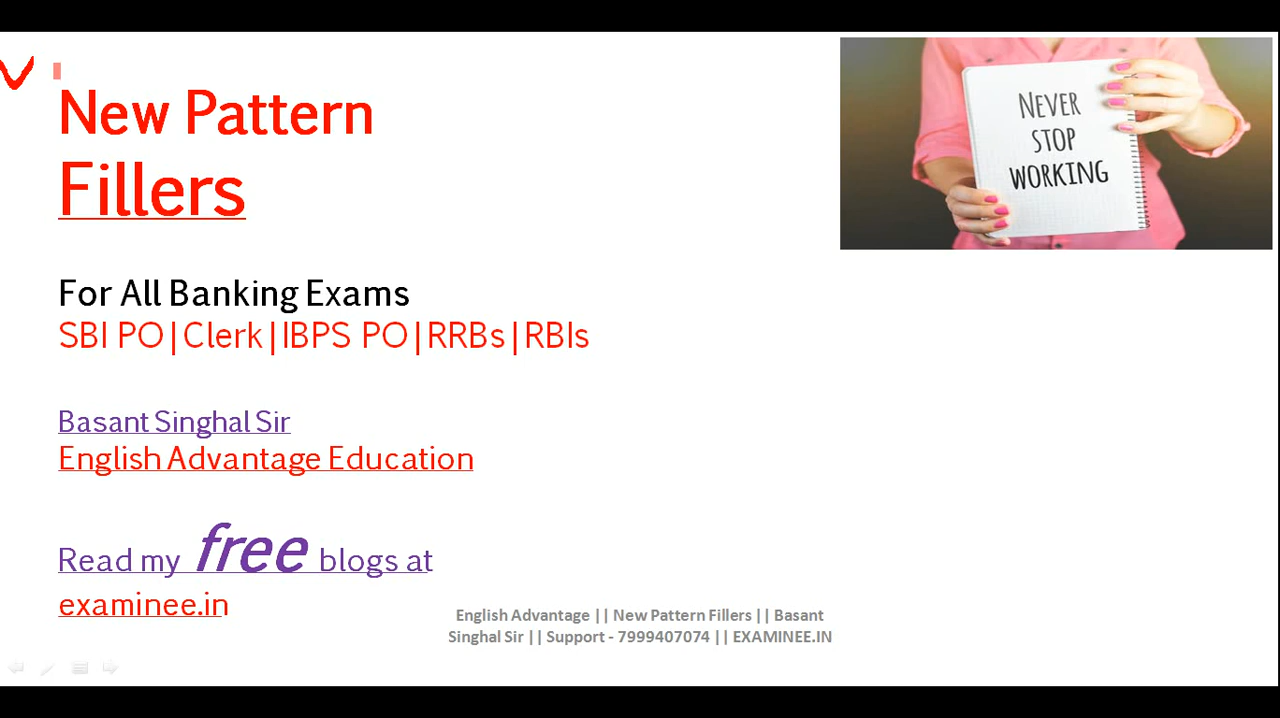 New Pattern
Fillers
NEVER
STOP
WORKING
For All Banking Exams
SBI PO|Clerk|IBPS PO|RRBs|RBIs
Basant Singhal Sir
English Advantage Education
Read my free blogs at
examinee.in
English Advantage || New Pattern Fillers || Basant
Singhal Sir || Support - 7999407074 || EXAMINEE.IN